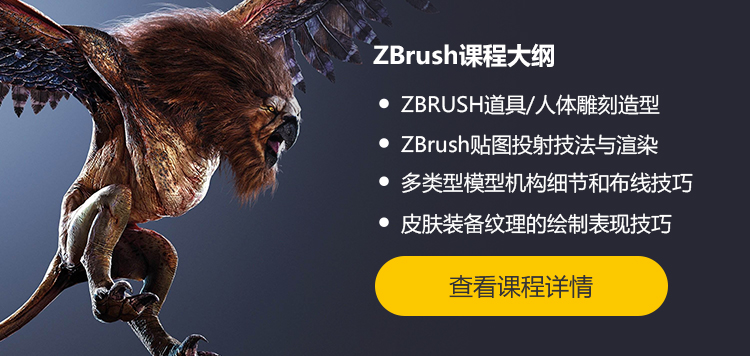 ZBrush课程大纲
ZBRUSH道具/人体雕刻造型
ZBrush贴图投射技法与渲染
多类型模型机构细节和布线技巧
皮肤装备纹理的绘制表现技巧
查看课程详情